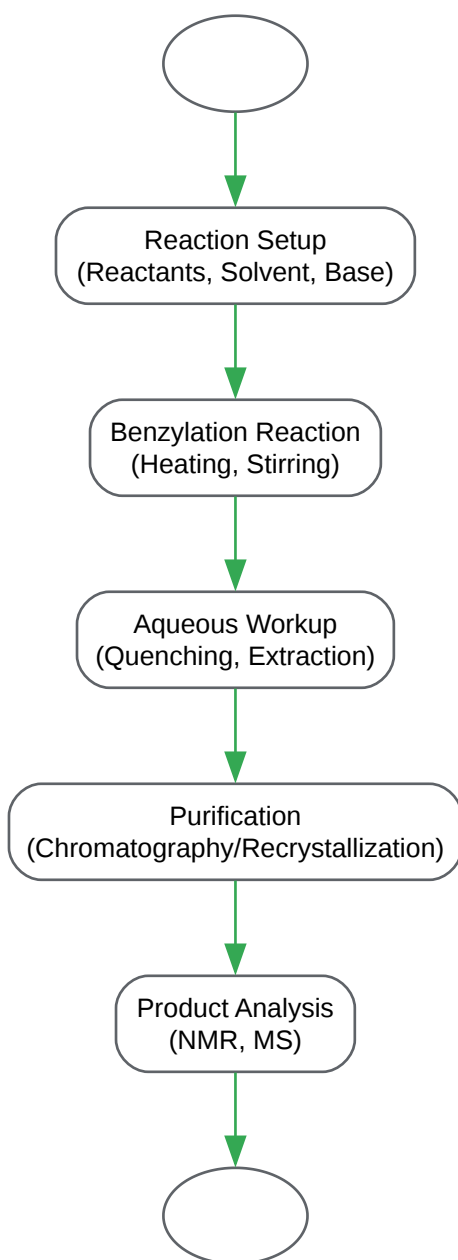 Reaction Setup
(Reactants, Solvent, Base)
Benzylation Reaction
(Heating, Stirring)
Aqueous Workup
(Quenching, Extraction)
Purification
(Chromatography/Recrystallization)
Product Analysis
(NMR, MS)